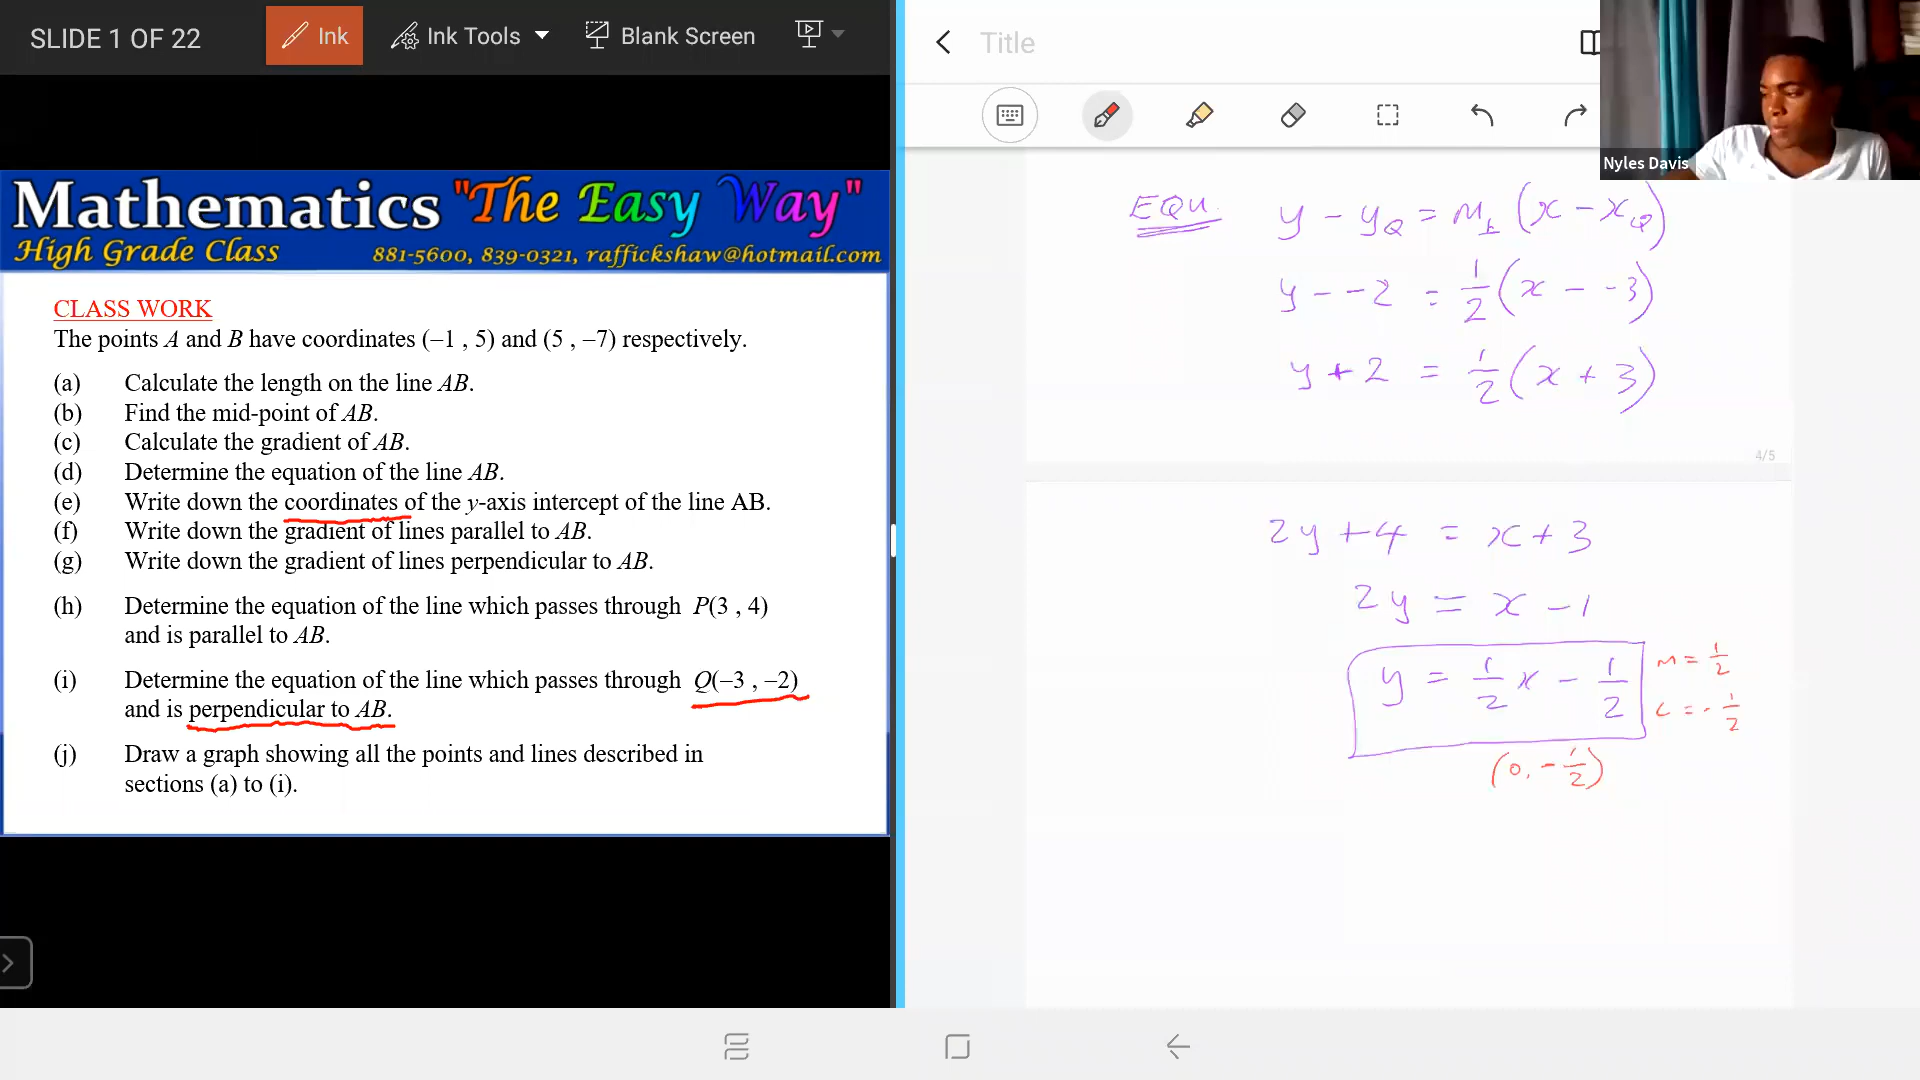 SLIDE 1 OF 22 Ink Ink Tools Blank Screen
Mathematics "The Easy Way"
High Grade Class 881-5600, 839-0321, raffickshaw@hotmail.com
CLASS WORK
The points A and B have coordinates (–1 , 5) and (5 , –7) respectively.
(a) Calculate the length on the line AB.
(b) Find the mid-point of AB.
(c) Calculate the gradient of AB.
(d) Determine the equation of the line AB.
(e) Write down the coordinates of the y-axis intercept of the line AB.
(f) Write down the gradient of lines parallel to AB.
(g) Write down the gradient of lines perpendicular to AB.
(h) Determine the equation of the line which passes through P(3 , 4)
and is parallel to AB.
(i) Determine the equation of the line which passes through Q(–3 , –2)
and is perpendicular to AB.
(j) Draw a graph showing all the points and lines described in
sections (a) to (i).
Title
Nyles Davis
EQU. y - y_Q = m_⊥ (x - x_Q)
y - - 2 = 1/2 (x - - 3)
y + 2 = 1/2 (x + 3)
4/5
2y + 4 = x + 3
2y = x - 1
y = 1/2 x - 1/2
m = 1/2
c = - 1/2
(0, - 1/2)